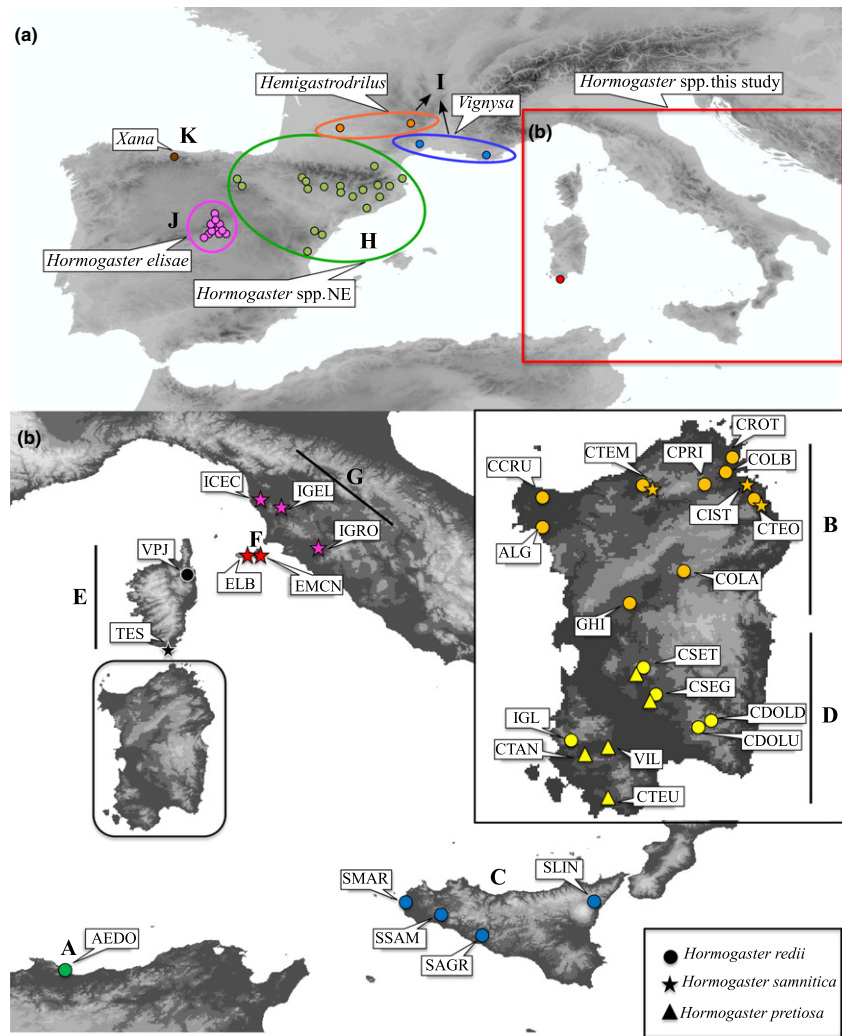 (a)
Hemigastrodrilus
I
Vignysa
Hormogaster spp. this study
(b)
Xana
K
J
H
Hormogaster elisae
Hormogaster spp. NE
(b)
ICEC
IGEL
G
IGRO
F
VPJ
ELB
EMCN
E
TES
CROT
COLB
CPRI
CTEM
CCRU
CIST
CTEO
B
ALG
COLA
GHI
CSET
CSEG
CDOLD
D
CDOLU
IGL
CTAN
VIL
CTEU
C
SMAR
SLIN
SSAM
SAGR
A
AEDO
Hormogaster redii
Hormogaster samnitica
Hormogaster pretiosa